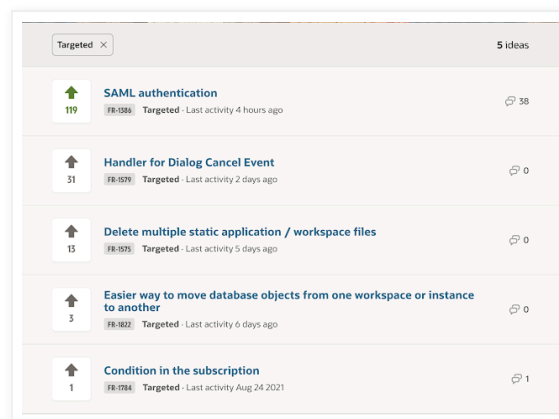 Targeted ×
5 ideas
SAML authentication
119
FR-1386 Targeted · Last activity 4 hours ago
38
Handler for Dialog Cancel Event
31
FR-1579 Targeted · Last activity 2 days ago
0
Delete multiple static application / workspace files
13
FR-1575 Targeted · Last activity 5 days ago
0
Easier way to move database objects from one workspace or instance
to another
3
FR-1822 Targeted · Last activity 6 days ago
0
Condition in the subscription
1
FR-1784 Targeted · Last activity Aug 24 2021
1